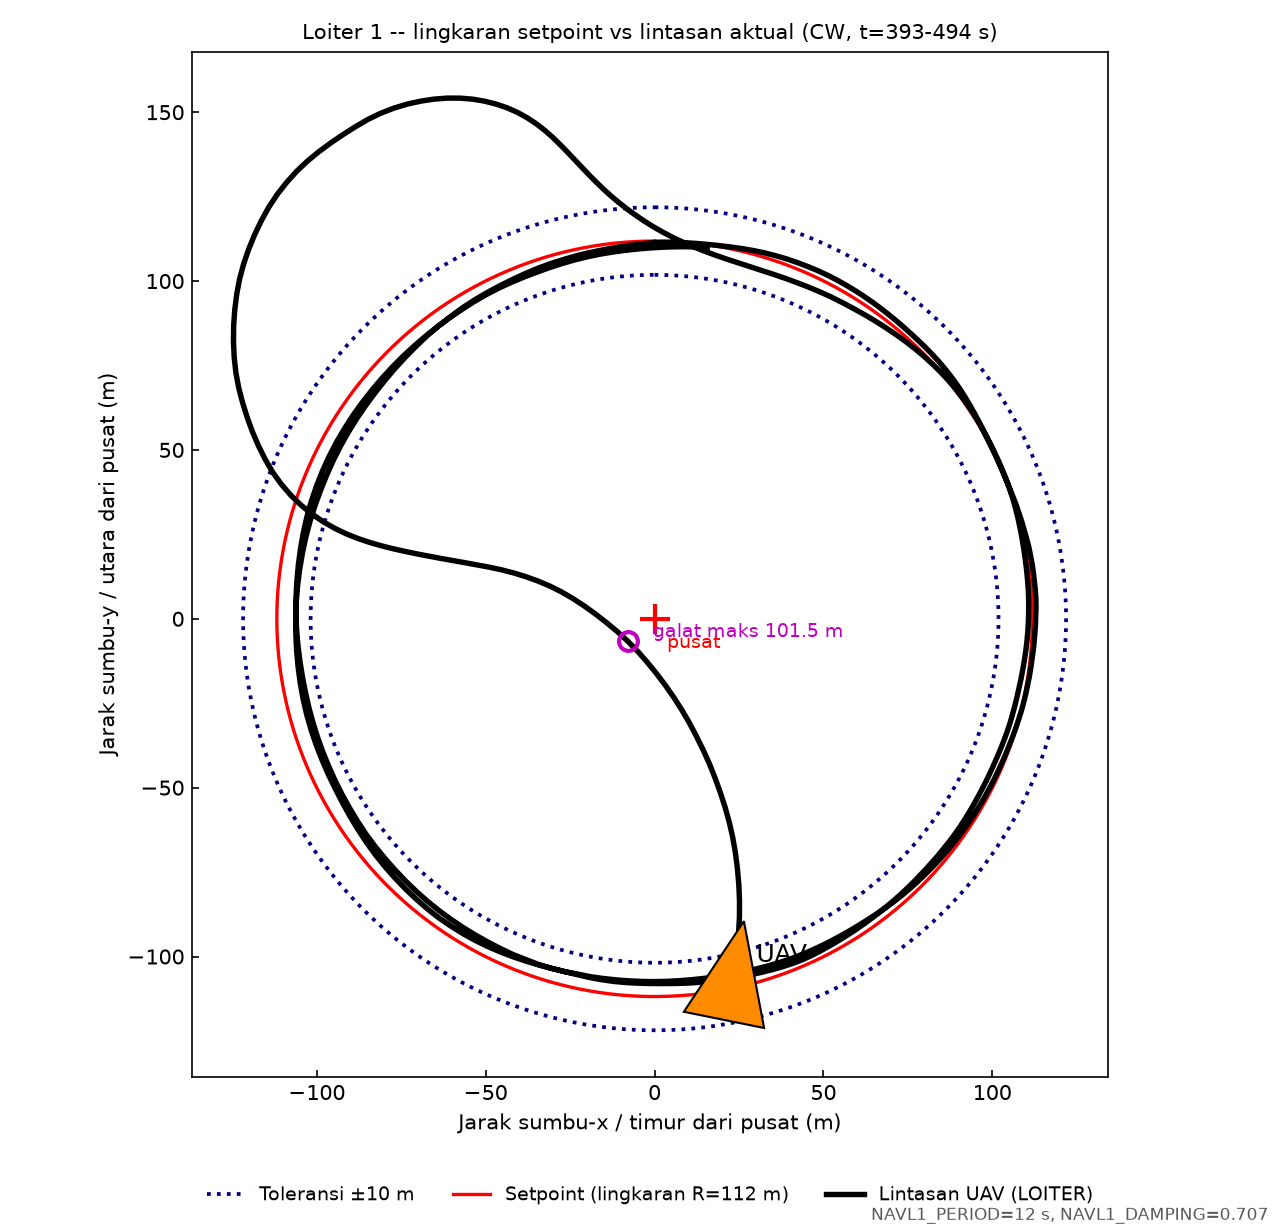 Loiter 1 -- lingkaran setpoint vs lintasan aktual (CW, t=393-494 s)
Jarak sumbu-y / utara dari pusat (m)
150
100
50
0
−50
−100
galat maks 101.5 m
pusat
UAV
−100
−50
0
50
100
Jarak sumbu-x / timur dari pusat (m)
Toleransi ±10 m
Setpoint (lingkaran R=112 m)
Lintasan UAV (LOITER)
NAVL1_PERIOD=12 s, NAVL1_DAMPING=0.707